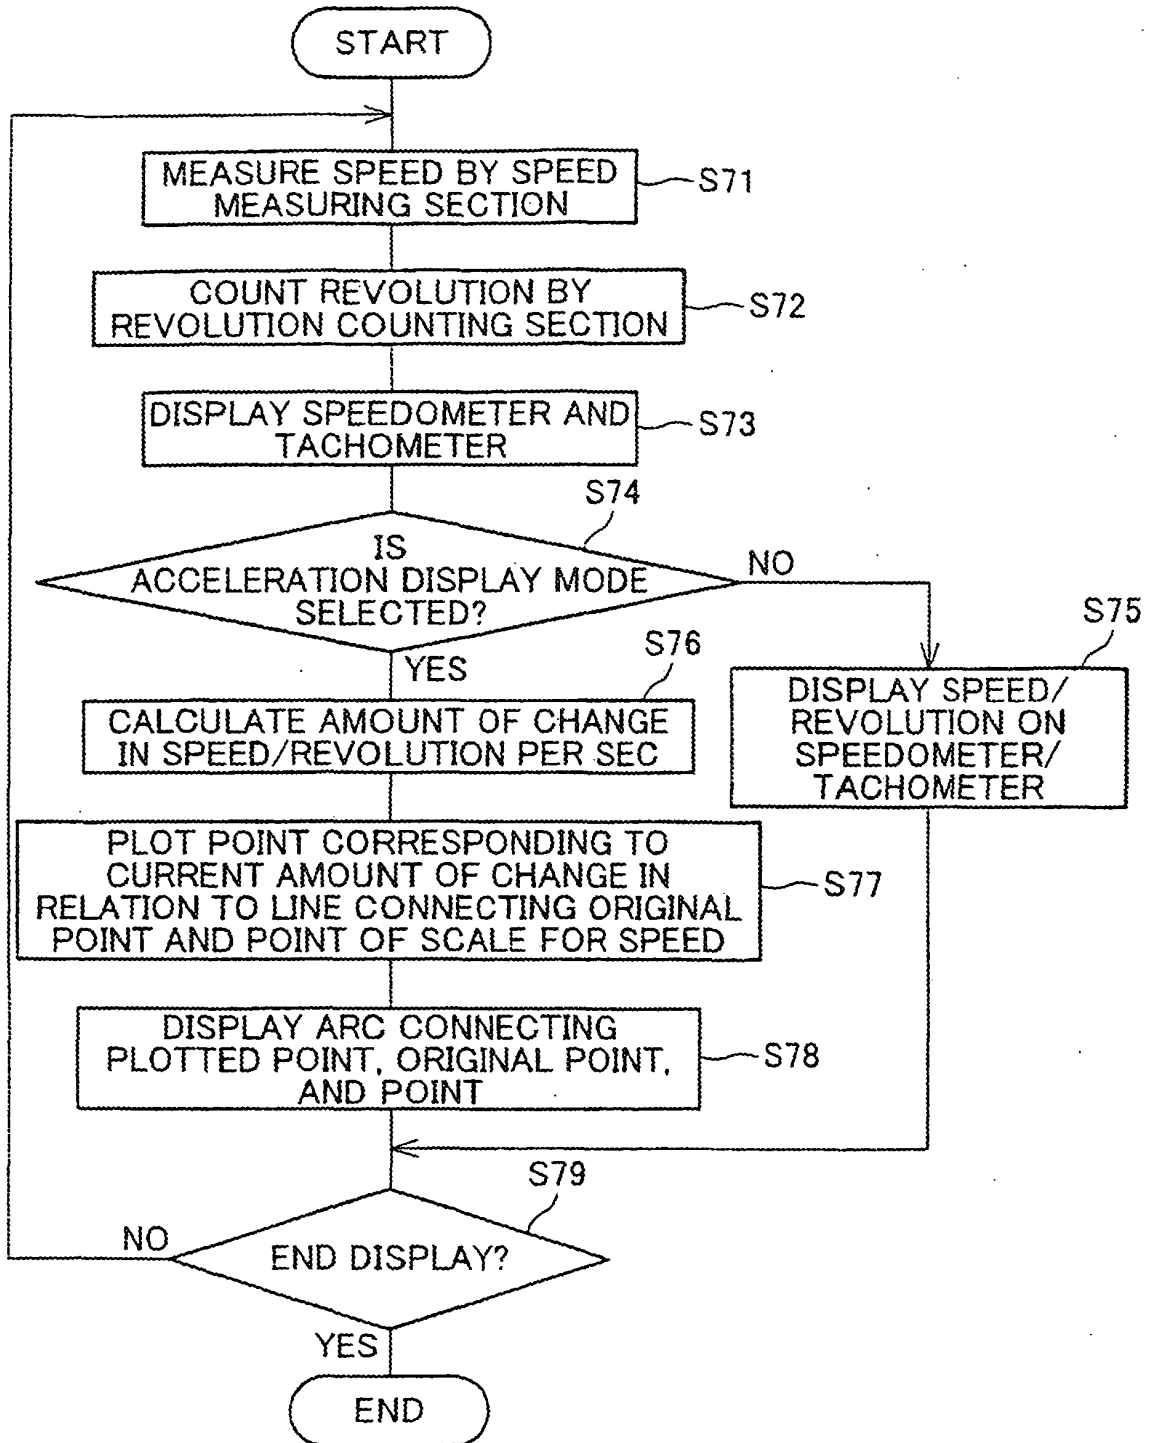 START
MEASURE SPEED BY SPEED
MEASURING SECTION
S71
COUNT REVOLUTION BY
REVOLUTION COUNTING SECTION
S72
DISPLAY SPEEDOMETER AND
TACHOMETER
S73
S74
IS
ACCELERATION DISPLAY MODE
SELECTED?
NO
YES
S75
DISPLAY SPEED/
REVOLUTION ON
SPEEDOMETER/
TACHOMETER
S76
CALCULATE AMOUNT OF CHANGE
IN SPEED/REVOLUTION PER SEC
PLOT POINT CORRESPONDING TO
CURRENT AMOUNT OF CHANGE IN
RELATION TO LINE CONNECTING ORIGINAL
POINT AND POINT OF SCALE FOR SPEED
S77
DISPLAY ARC CONNECTING
PLOTTED POINT, ORIGINAL POINT,
AND POINT
S78
S79
END DISPLAY?
NO
YES
END